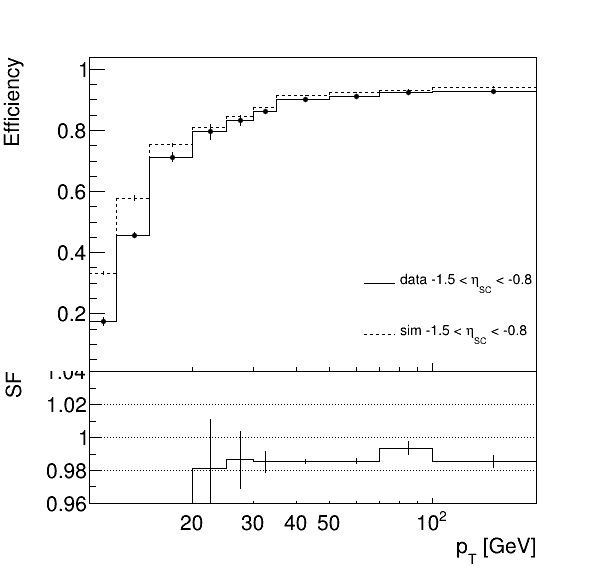 Efficiency
1
0.8
0.6
0.4
0.2
data -1.5 < η_SC < -0.8
sim -1.5 < η_SC < -0.8
SF
1.04
1.02
1
0.98
0.96
20 30 40 50 10²
p_T [GeV]